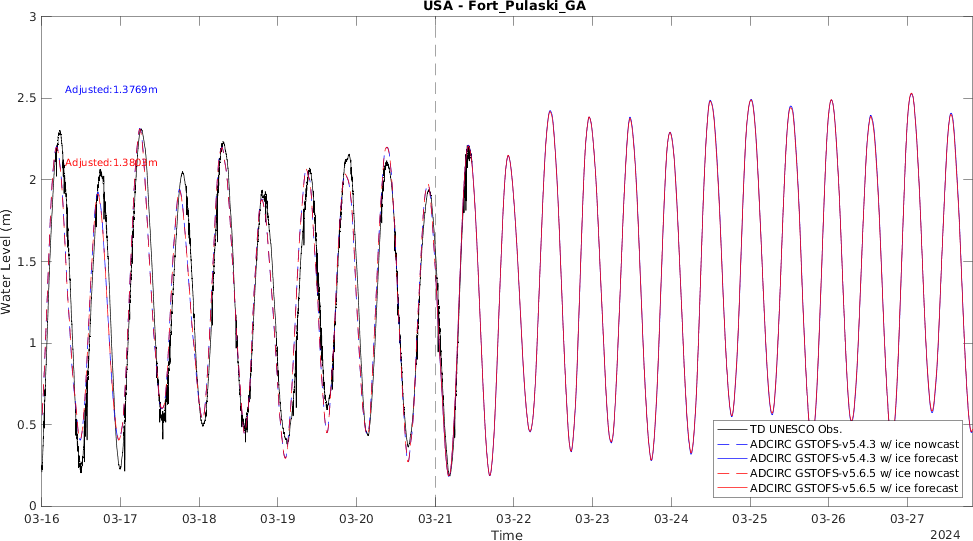 USA - Fort_Pulaski_GA
3
2.5
2
1.5
1
0.5
0
Water Level (m)
Adjusted:1.3769m
Adjusted:1.3803m
TD UNESCO Obs.
ADCIRC GSTOFS-v5.4.3 w/ ice nowcast
ADCIRC GSTOFS-v5.4.3 w/ ice forecast
ADCIRC GSTOFS-v5.6.5 w/ ice nowcast
ADCIRC GSTOFS-v5.6.5 w/ ice forecast
03-16 03-17 03-18 03-19 03-20 03-21 03-22 03-23 03-24 03-25 03-26 03-27
Time
2024